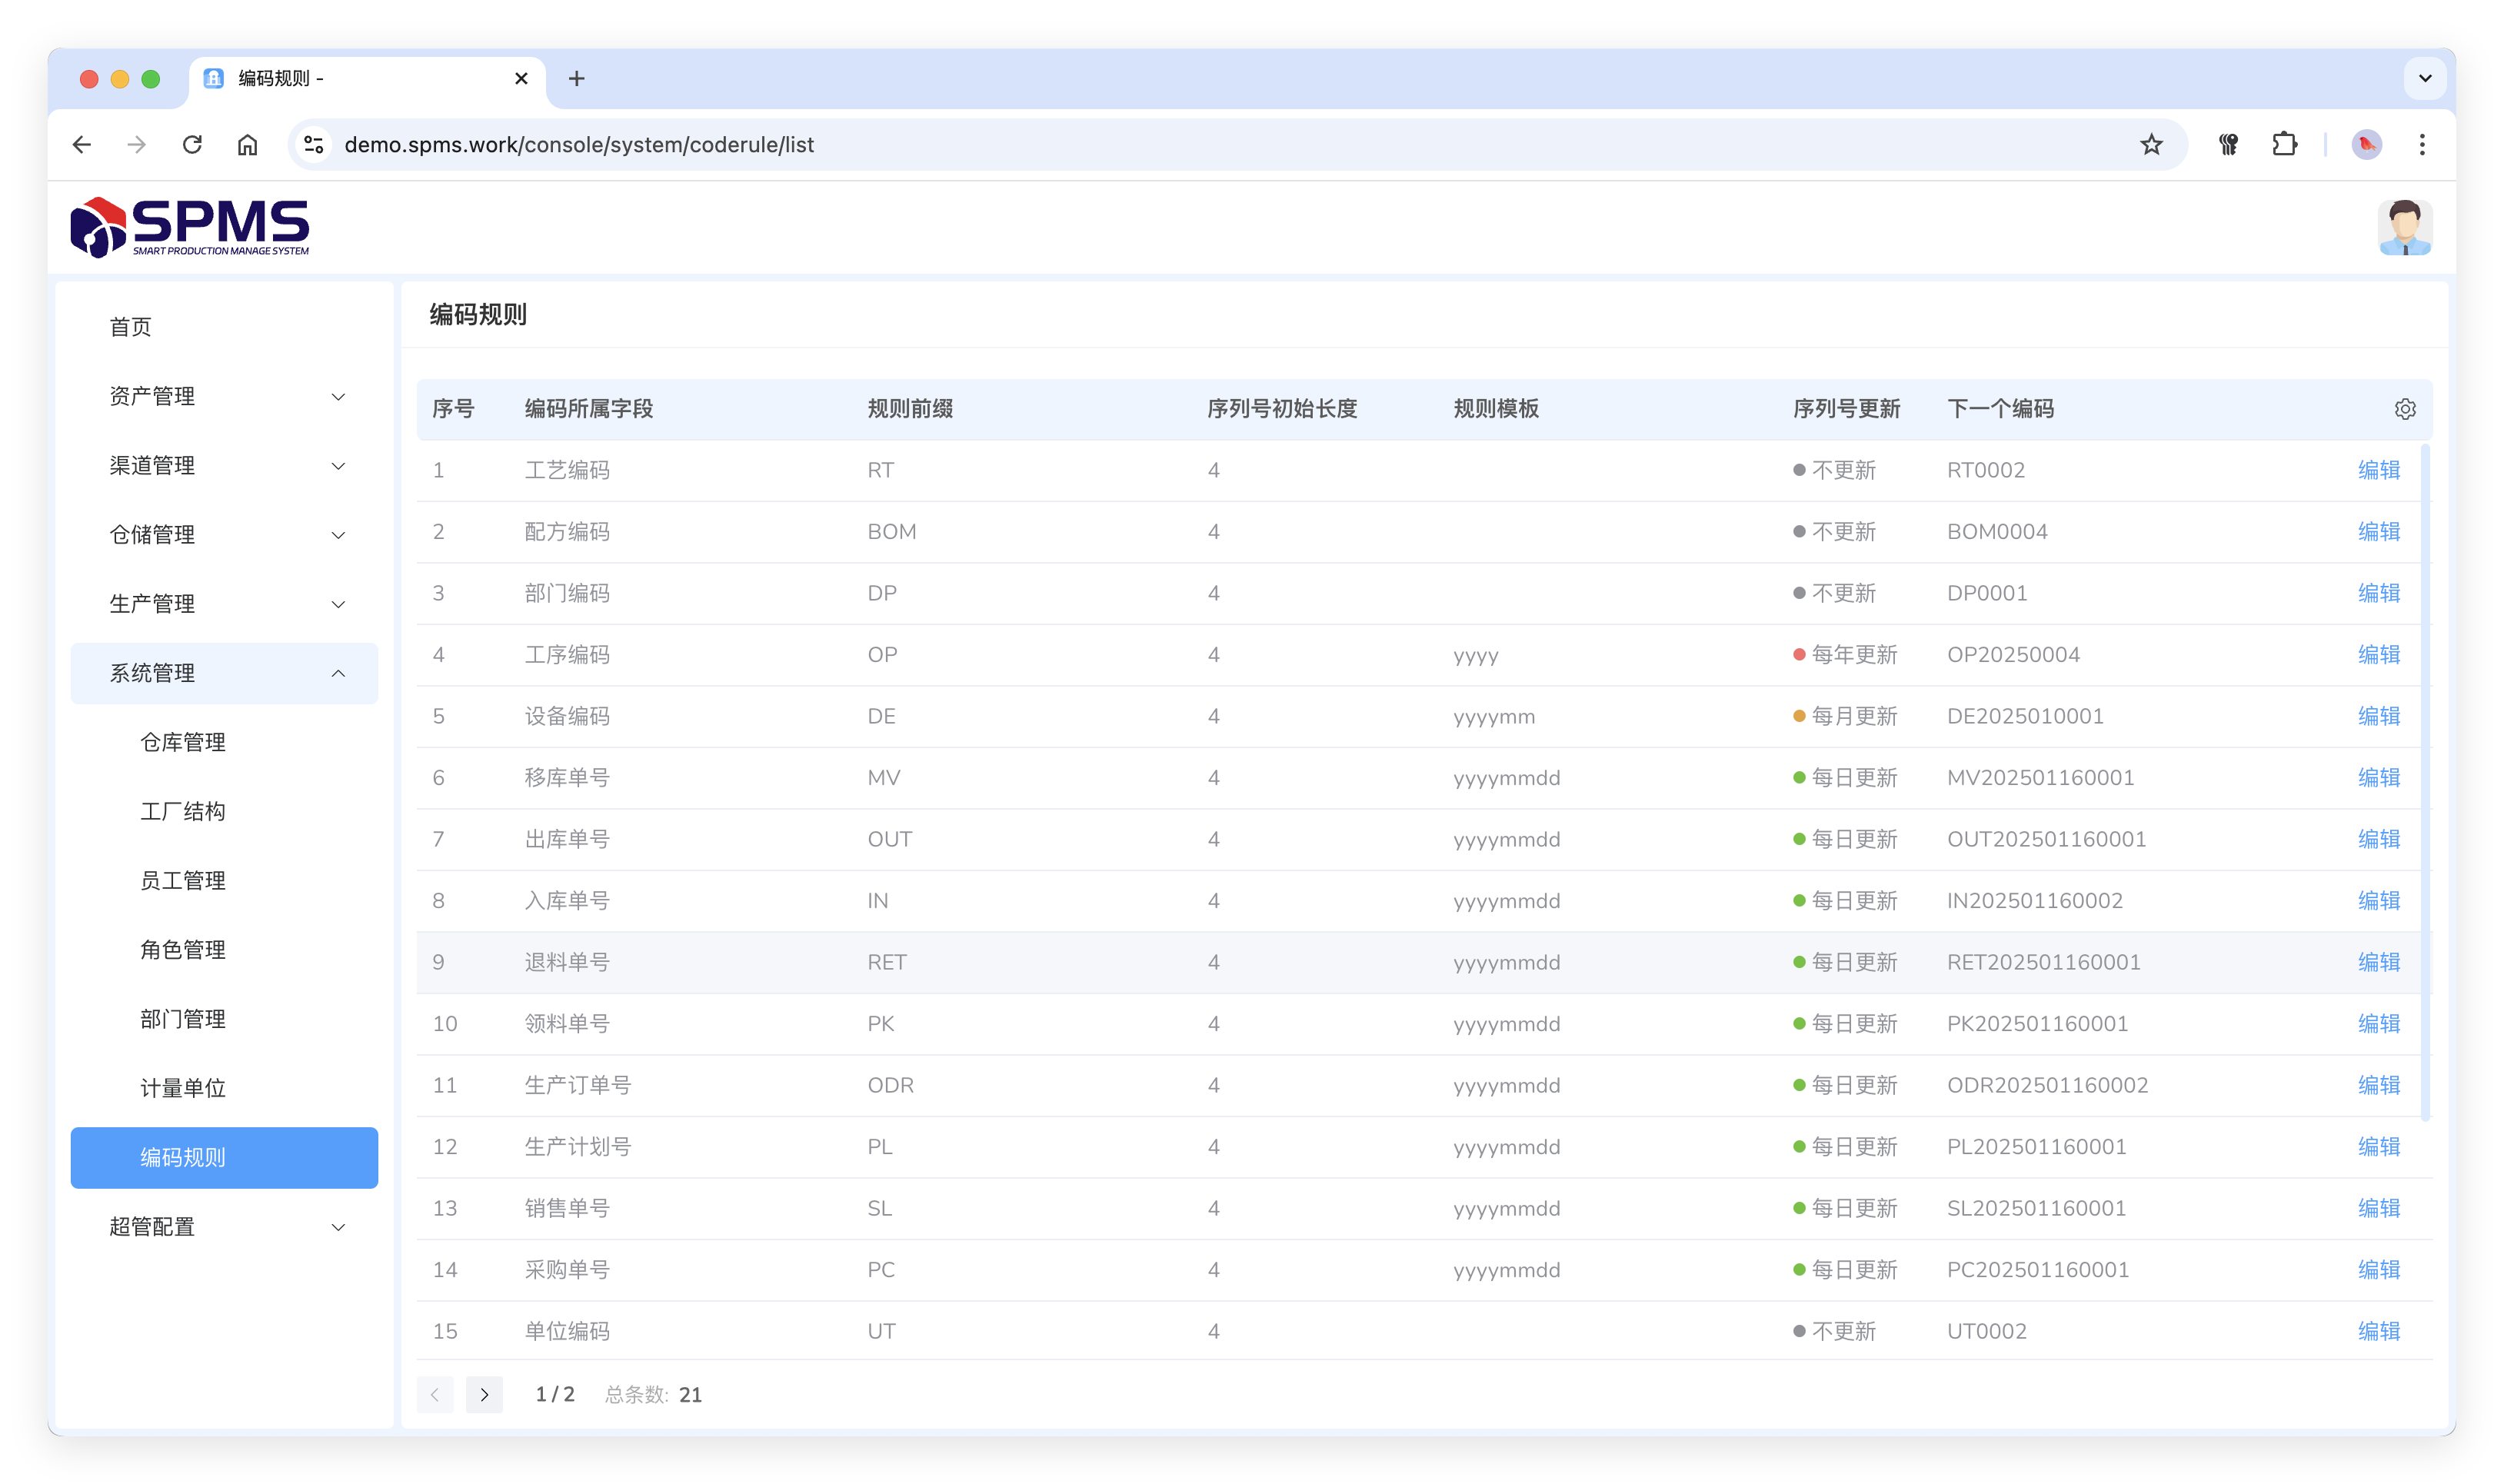 编码规则 -
demo.spms.work/console/system/coderule/list
SPMS
SMART PRODUCTION MANAGE SYSTEM
首页
资产管理
渠道管理
仓储管理
生产管理
系统管理
仓库管理
工厂结构
员工管理
角色管理
部门管理
计量单位
编码规则
超管配置
编码规则
序号 编码所属字段 规则前缀 序列号初始长度 规则模板 序列号更新 下一个编码
1 工艺编码 RT 4 不更新 RT0002 编辑
2 配方编码 BOM 4 不更新 BOM0004 编辑
3 部门编码 DP 4 不更新 DP0001 编辑
4 工序编码 OP 4 yyyy 每年更新 OP20250004 编辑
5 设备编码 DE 4 yyyymm 每月更新 DE2025010001 编辑
6 移库单号 MV 4 yyyymmdd 每日更新 MV202501160001 编辑
7 出库单号 OUT 4 yyyymmdd 每日更新 OUT202501160001 编辑
8 入库单号 IN 4 yyyymmdd 每日更新 IN202501160002 编辑
9 退料单号 RET 4 yyyymmdd 每日更新 RET202501160001 编辑
10 领料单号 PK 4 yyyymmdd 每日更新 PK202501160001 编辑
11 生产订单号 ODR 4 yyyymmdd 每日更新 ODR202501160002 编辑
12 生产计划号 PL 4 yyyymmdd 每日更新 PL202501160001 编辑
13 销售单号 SL 4 yyyymmdd 每日更新 SL202501160001 编辑
14 采购单号 PC 4 yyyymmdd 每日更新 PC202501160001 编辑
15 单位编码 UT 4 不更新 UT0002 编辑
1 / 2 总条数: 21